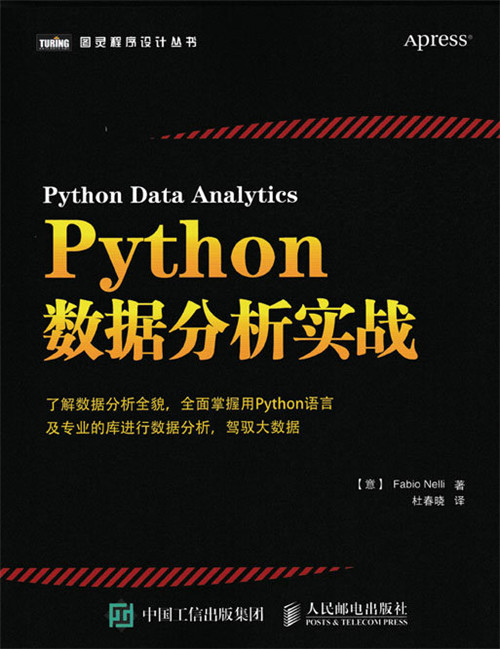 TURING 图灵程序设计丛书
Apress®
Python Data Analytics
Python
数据分析实战
了解数据分析全貌，全面掌握用Python语言
及专业的库进行数据分析，驾驭大数据
【意】 Fabio Nelli 著
杜春晓 译
中国工信出版集团
人民邮电出版社
POSTS & TELECOM PRESS